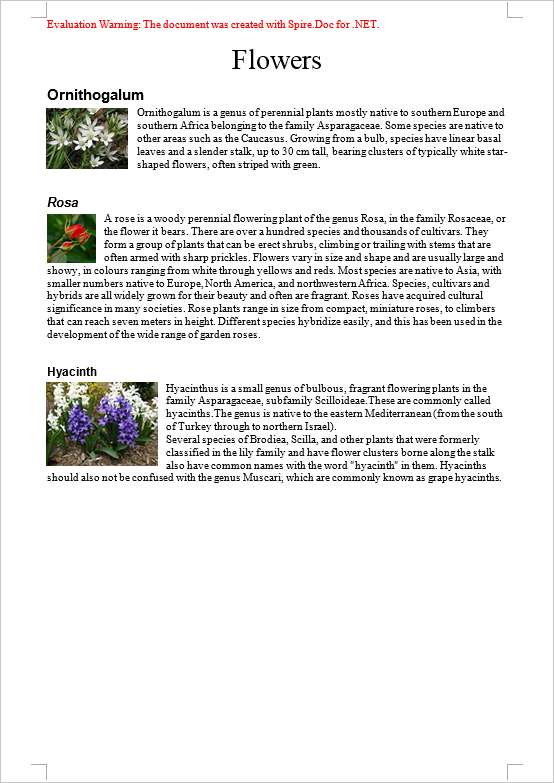 Evaluation Warning: The document was created with Spire.Doc for .NET.
Flowers
Ornithogalum
Ornithogalum is a genus of perennial plants mostly native to southern Europe and
southern Africa belonging to the family Asparagaceae. Some species are native to
other areas such as the Caucasus. Growing from a bulb, species have linear basal
leaves and a slender stalk, up to 30 cm tall, bearing clusters of typically white star-
shaped flowers, often striped with green.
Rosa
A rose is a woody perennial flowering plant of the genus Rosa, in the family Rosaceae, or
the flower it bears. There are over a hundred species and thousands of cultivars. They
form a group of plants that can be erect shrubs, climbing or trailing with stems that are
often armed with sharp prickles. Flowers vary in size and shape and are usually large and
showy, in colours ranging from white through yellows and reds. Most species are native to Asia, with
smaller numbers native to Europe, North America, and northwestern Africa. Species, cultivars and
hybrids are all widely grown for their beauty and often are fragrant. Roses have acquired cultural
significance in many societies. Rose plants range in size from compact, miniature roses, to climbers
that can reach seven meters in height. Different species hybridize easily, and this has been used in the
development of the wide range of garden roses.
Hyacinth
Hyacinthus is a small genus of bulbous, fragrant flowering plants in the
family Asparagaceae, subfamily Scilloideae.These are commonly called
hyacinths.The genus is native to the eastern Mediterranean (from the south
of Turkey through to northern Israel).
Several species of Brodiea, Scilla, and other plants that were formerly
classified in the lily family and have flower clusters borne along the stalk
also have common names with the word "hyacinth" in them. Hyacinths
should also not be confused with the genus Muscari, which are commonly known as grape hyacinths.